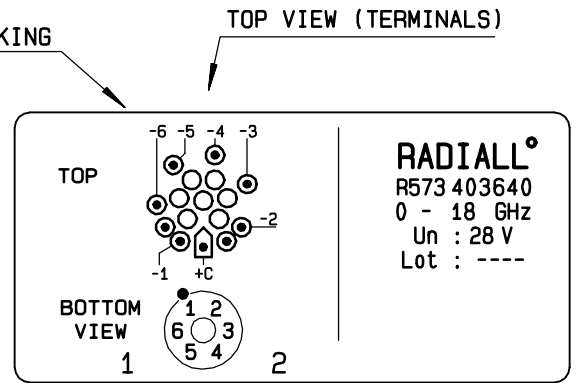 TOP VIEW (TERMINALS)
KING
-6 -5 -4 -3
TOP
-2
-1 +C
RADIALL°
R573 403640
0 - 18 GHz
Un : 28 V
Lot : ----
BOTTOM
VIEW
1 2
6 3
5 4
1 2